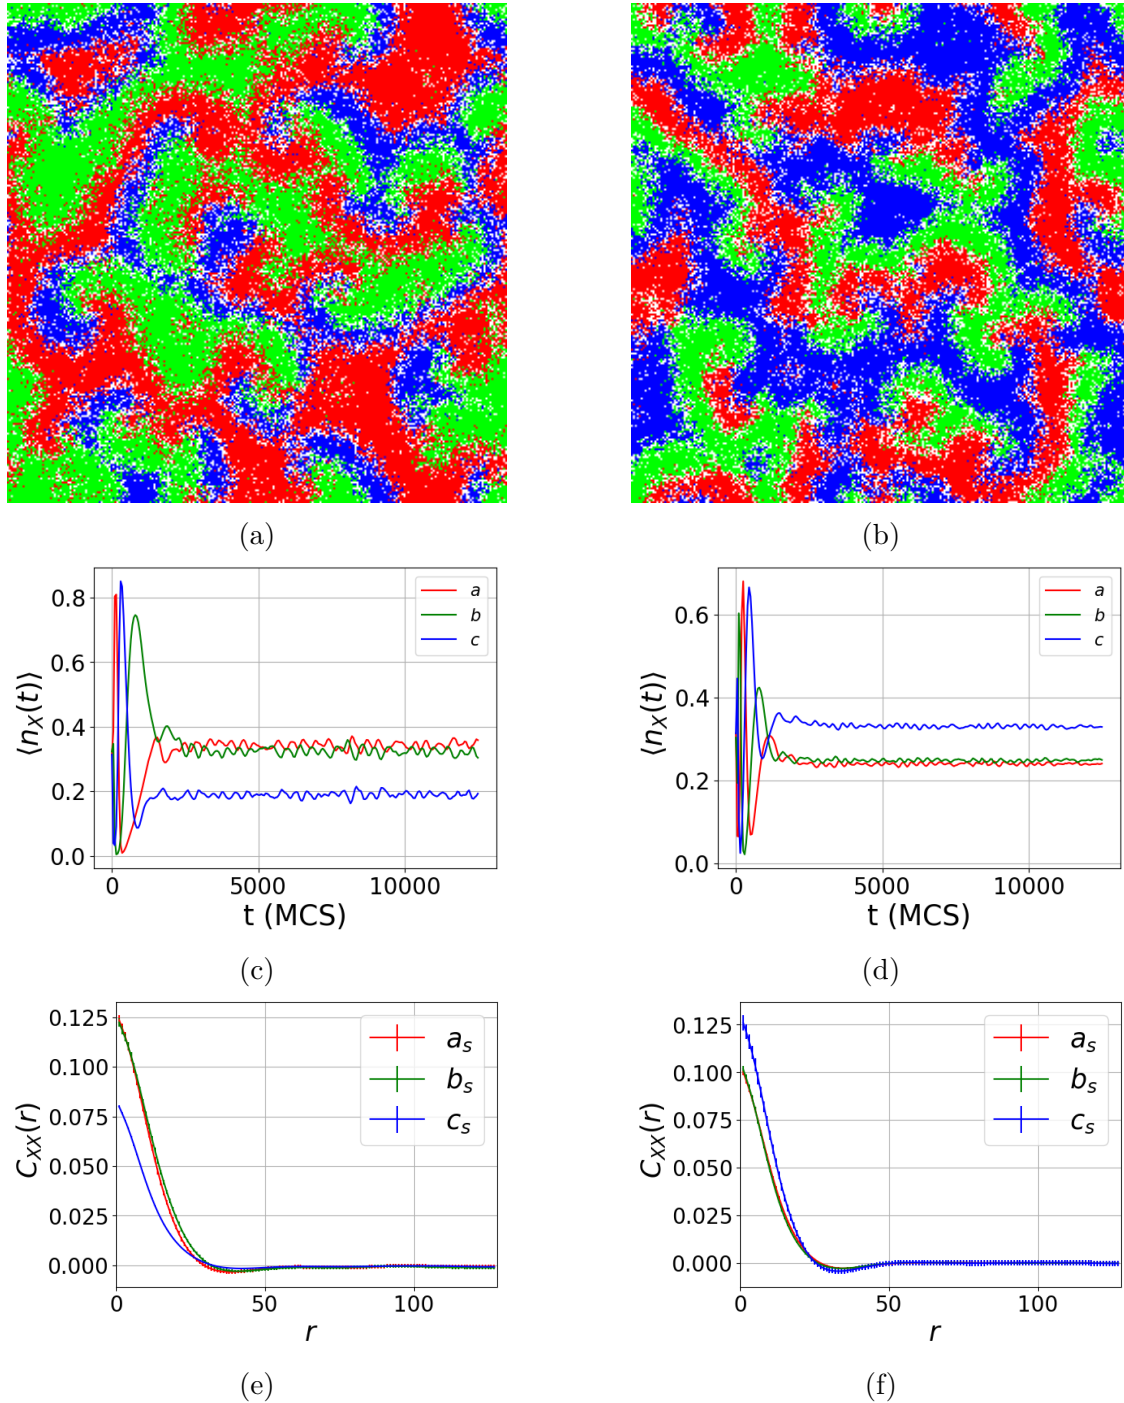 (a)
(b)
⟨n_X(t)⟩
0.8
0.6
0.4
0.2
0.0
a
b
c
0 5000 10000
t (MCS)
(c)
⟨n_X(t)⟩
0.6
0.4
0.2
0.0
a
b
c
0 5000 10000
t (MCS)
(d)
C_XX(r)
0.125
0.100
0.075
0.050
0.025
0.000
a_s
b_s
c_s
0 50 100
r
(e)
C_XX(r)
0.125
0.100
0.075
0.050
0.025
0.000
a_s
b_s
c_s
0 50 100
r
(f)